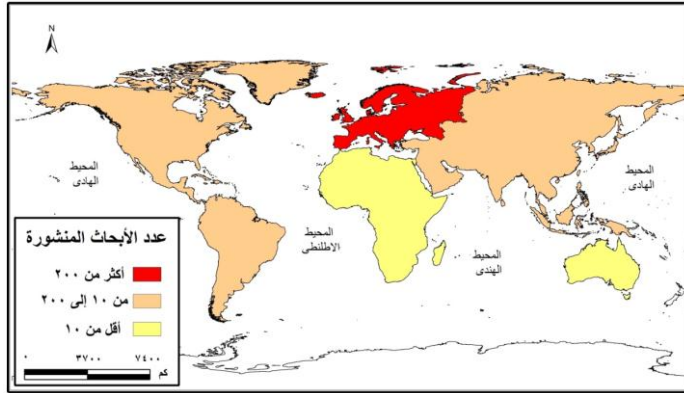 N
المحيط
الهادى
المحيط
الهادى
المحيط
الاطلنطى
المحيط
الهندى
عدد الأبحاث المنشورة
أكثر من ٢٠٠
من ١٠ إلى ٢٠٠
أقل من ١٠
٠ ٣٧٠٠ ٧٤٠٠
كم